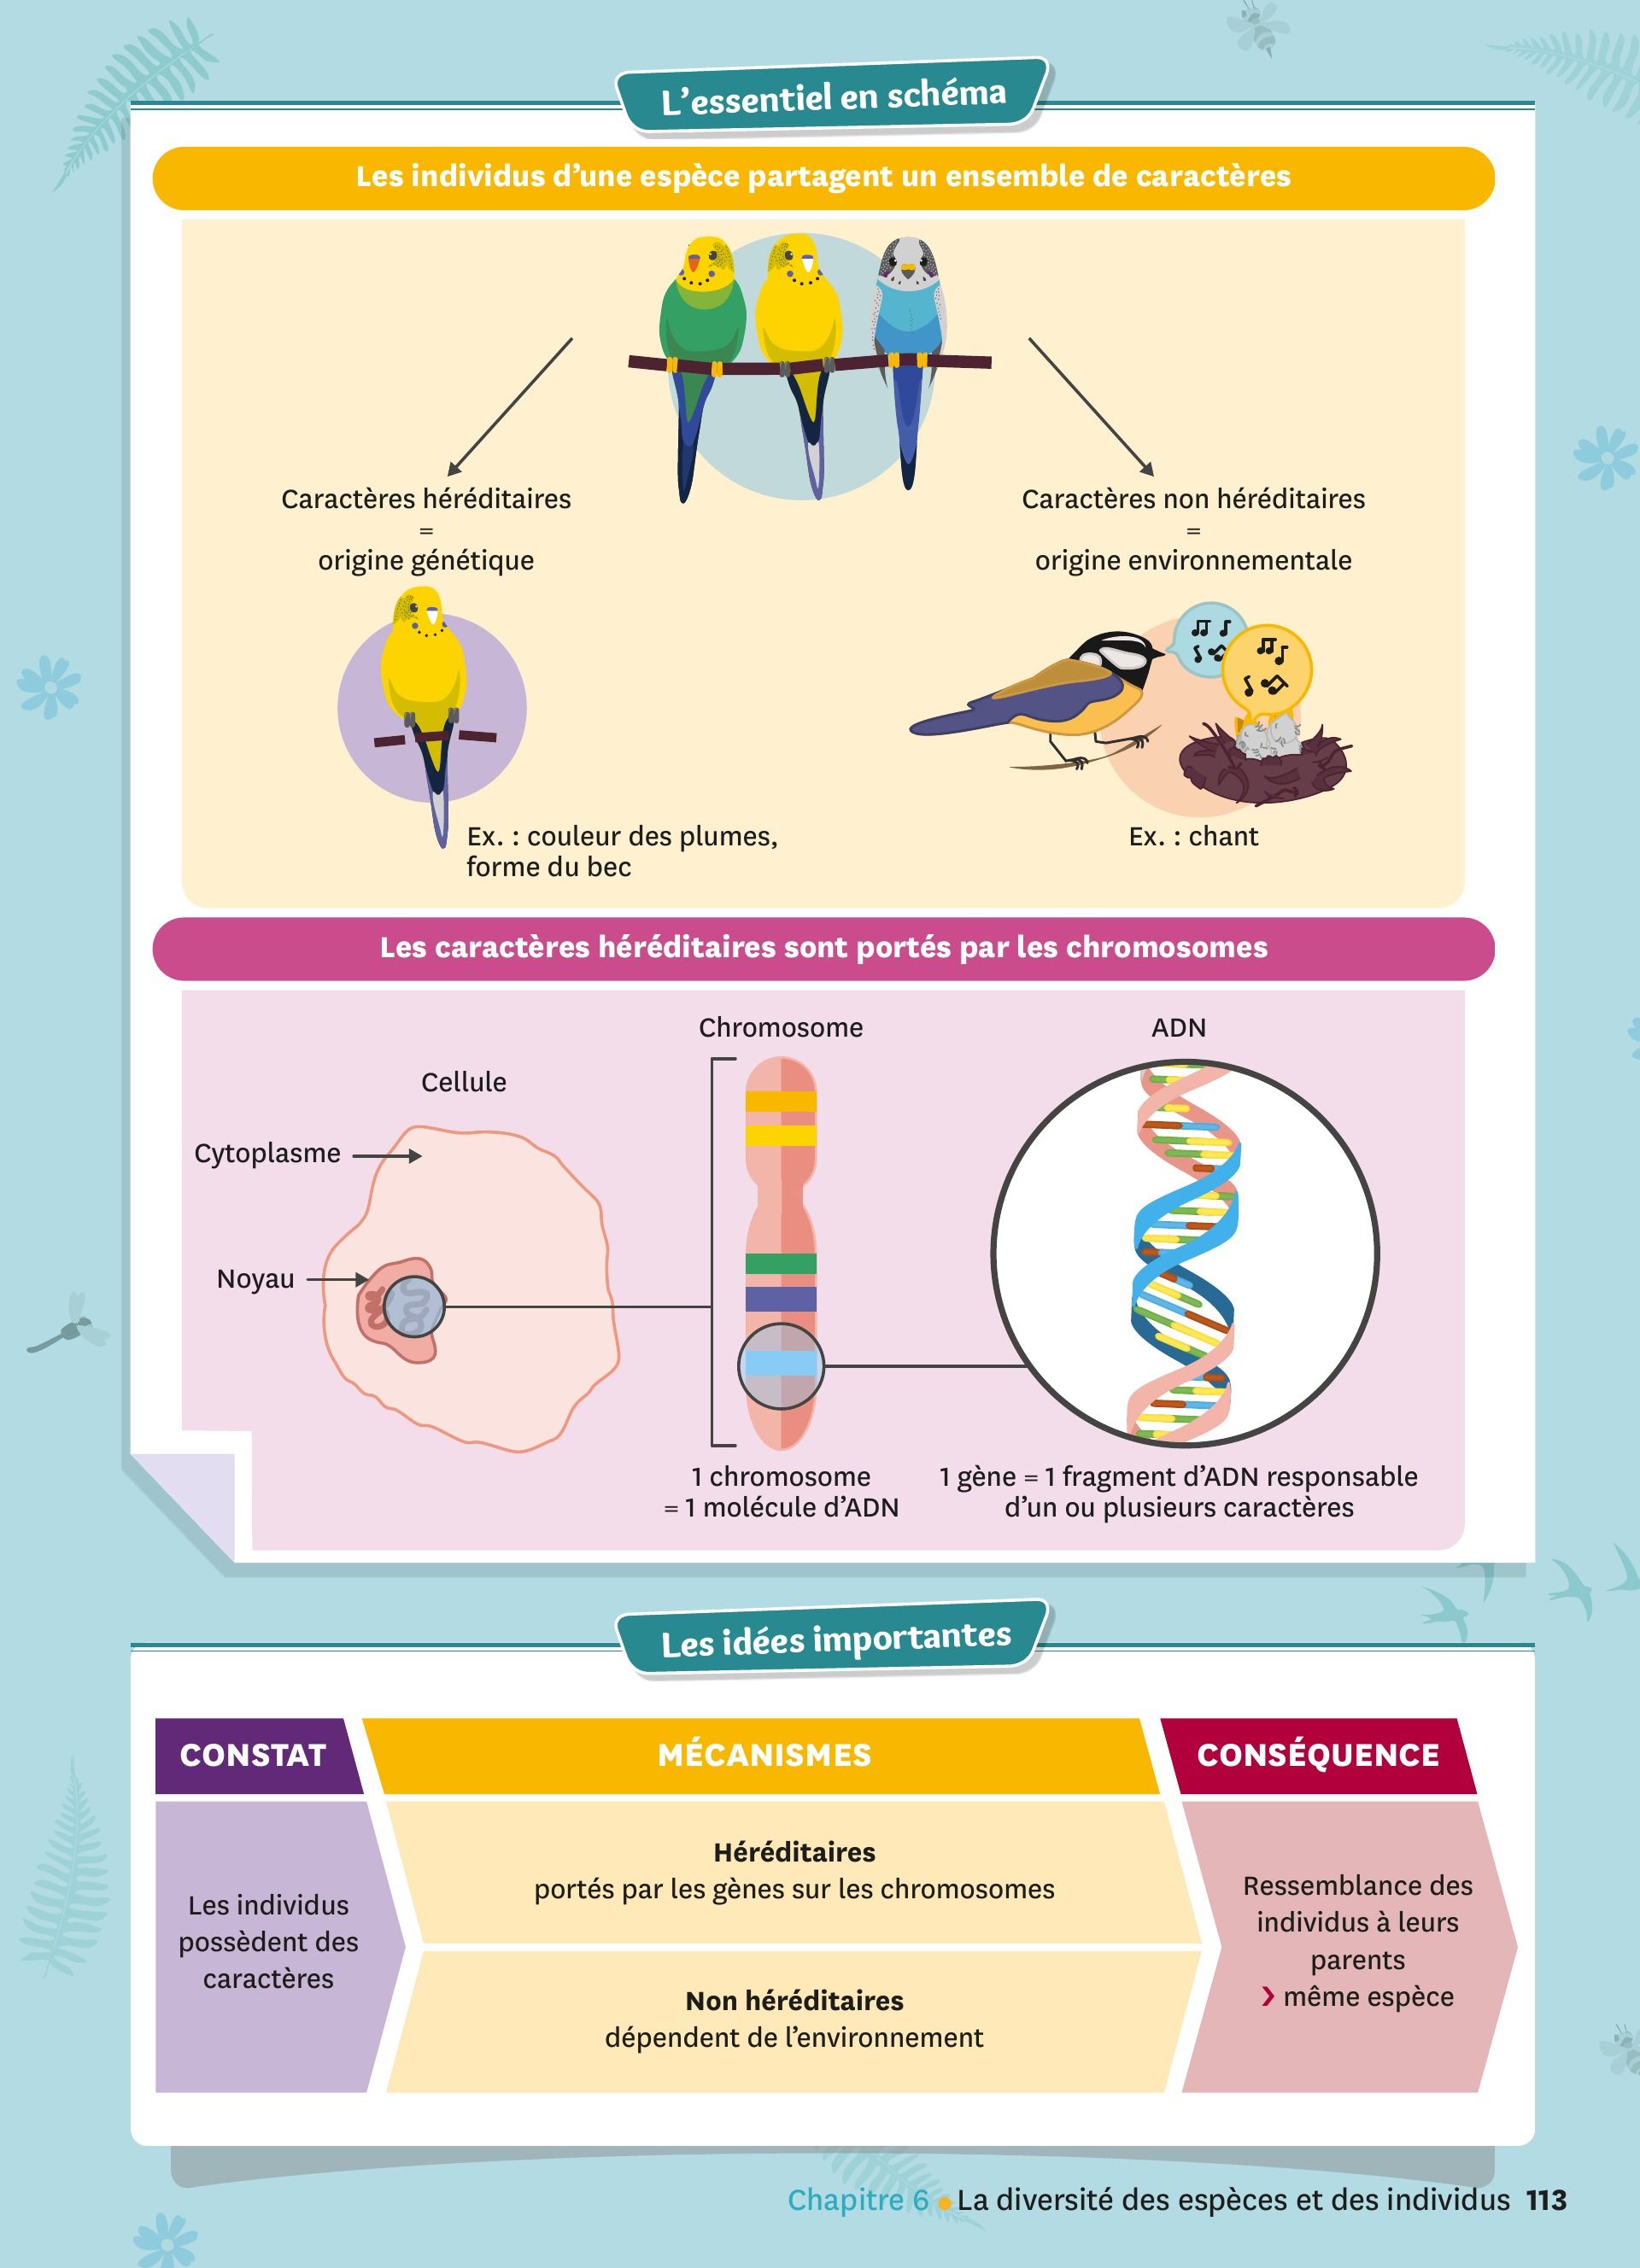 L'essentiel en schéma
Les individus d'une espèce partagent un ensemble de caractères
Caractères héréditaires
=
origine génétique
Caractères non héréditaires
=
origine environnementale
Ex. : couleur des plumes,
forme du bec
Ex. : chant
Les caractères héréditaires sont portés par les chromosomes
Cellule
Cytoplasme
Noyau
Chromosome
1 chromosome
= 1 molécule d'ADN
ADN
1 gène = 1 fragment d'ADN responsable
d'un ou plusieurs caractères
Les idées importantes
CONSTAT
Les individus
possèdent des
caractères
MÉCANISMES
Héréditaires
portés par les gènes sur les chromosomes
Non héréditaires
dépendent de l'environnement
CONSÉQUENCE
Ressemblance des
individus à leurs
parents
› même espèce
Chapitre 6 • La diversité des espèces et des individus 113